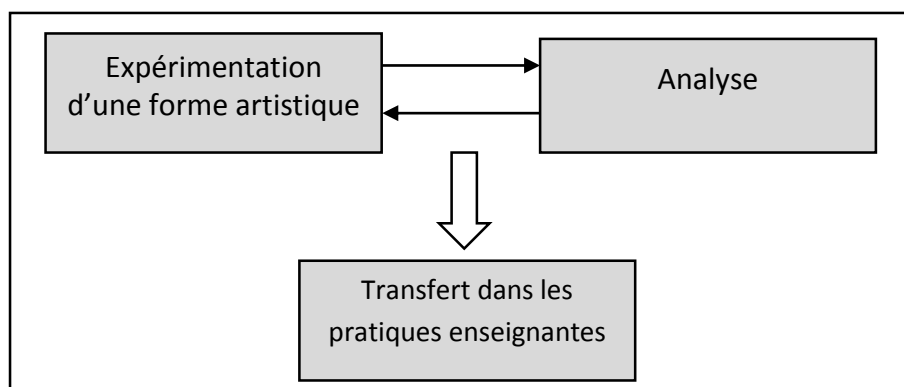 Expérimentation
d’une forme artistique
Analyse
Transfert dans les
pratiques enseignantes